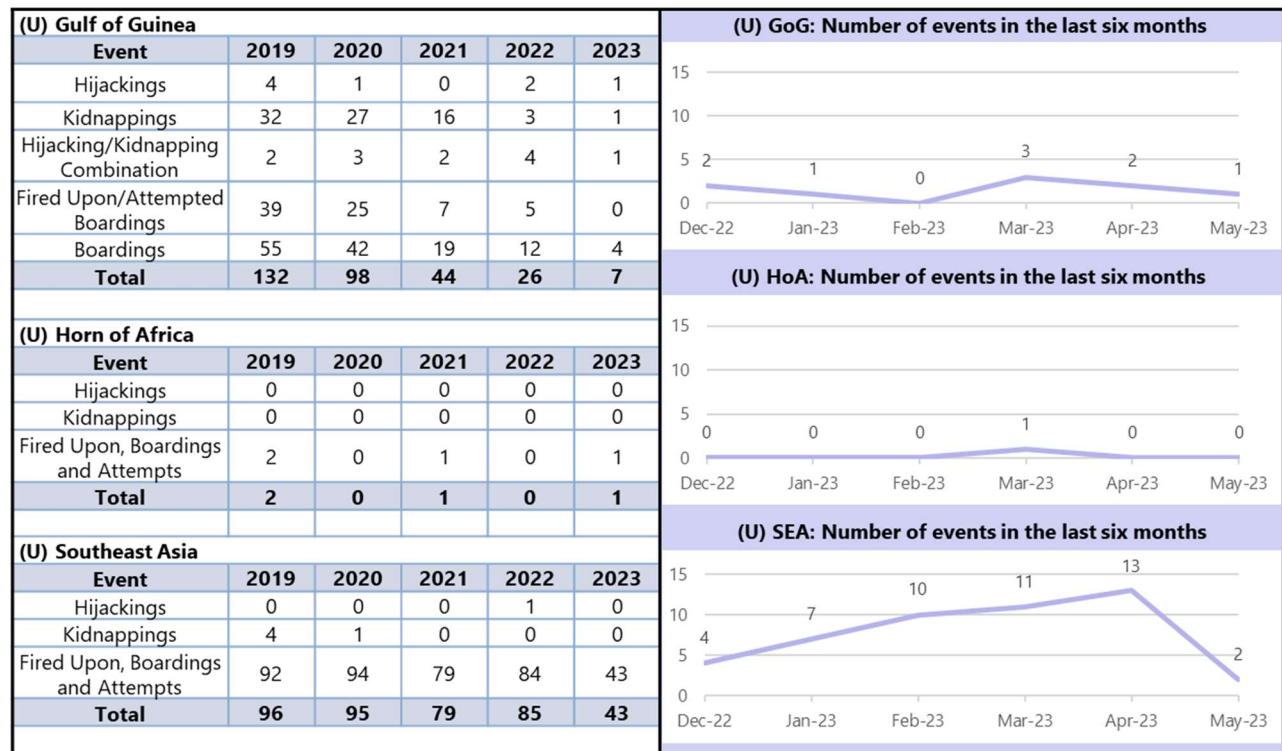 (U) Gulf of Guinea
Event 2019 2020 2021 2022 2023
Hijackings 4 1 0 2 1
Kidnappings 32 27 16 3 1
Hijacking/Kidnapping
Combination 2 3 2 4 1
Fired Upon/Attempted
Boardings 39 25 7 5 0
Boardings 55 42 19 12 4
Total 132 98 44 26 7
(U) Horn of Africa
Event 2019 2020 2021 2022 2023
Hijackings 0 0 0 0 0
Kidnappings 0 0 0 0 0
Fired Upon, Boardings
and Attempts 2 0 1 0 1
Total 2 0 1 0 1
(U) Southeast Asia
Event 2019 2020 2021 2022 2023
Hijackings 0 0 0 1 0
Kidnappings 4 1 0 0 0
Fired Upon, Boardings
and Attempts 92 94 79 84 43
Total 96 95 79 85 43
(U) GoG: Number of events in the last six months
15
10
5
0
2 1 0 3 2 1
Dec-22 Jan-23 Feb-23 Mar-23 Apr-23 May-23
(U) HoA: Number of events in the last six months
15
10
5
0
0 0 0 1 0 0
Dec-22 Jan-23 Feb-23 Mar-23 Apr-23 May-23
(U) SEA: Number of events in the last six months
15
10
5
0
4 7 10 11 13 2
Dec-22 Jan-23 Feb-23 Mar-23 Apr-23 May-23